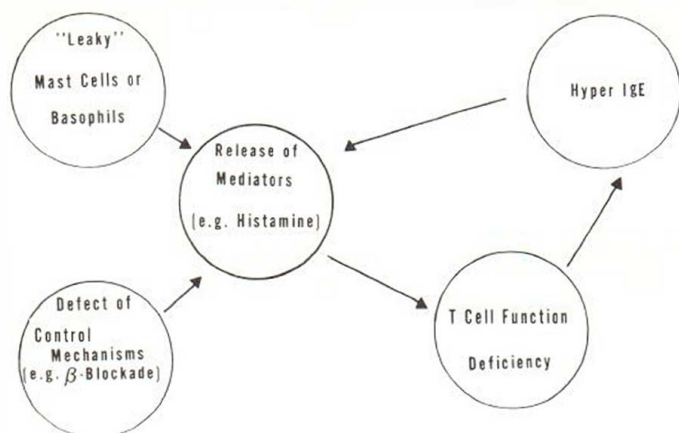 "Leaky"
Mast Cells or
Basophils
Hyper IgE
Release of
Mediators
(e.g. Histamine)
Defect of
Control
Mechanisms
(e.g. β-Blockade)
T Cell Function
Deficiency